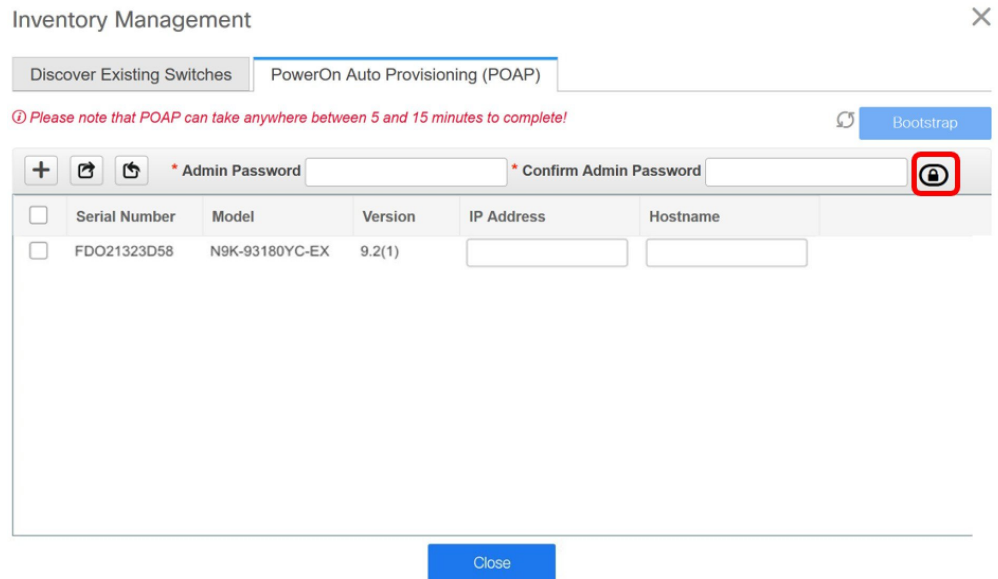 Inventory Management
Discover Existing Switches PowerOn Auto Provisioning (POAP)
Please note that POAP can take anywhere between 5 and 15 minutes to complete! Bootstrap
* Admin Password * Confirm Admin Password
Serial Number Model Version IP Address Hostname
FDO21323D58 N9K-93180YC-EX 9.2(1)
Close